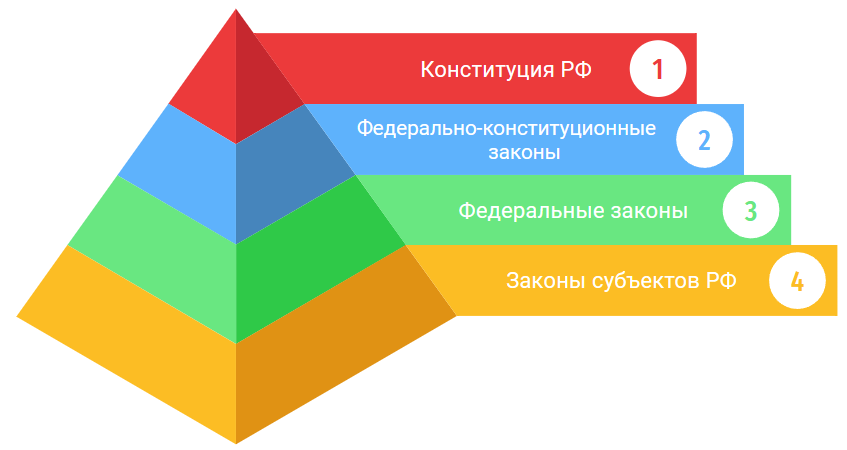 Конституция РФ 1
Федерально-конституционные
законы 2
Федеральные законы 3
Законы субъектов РФ 4